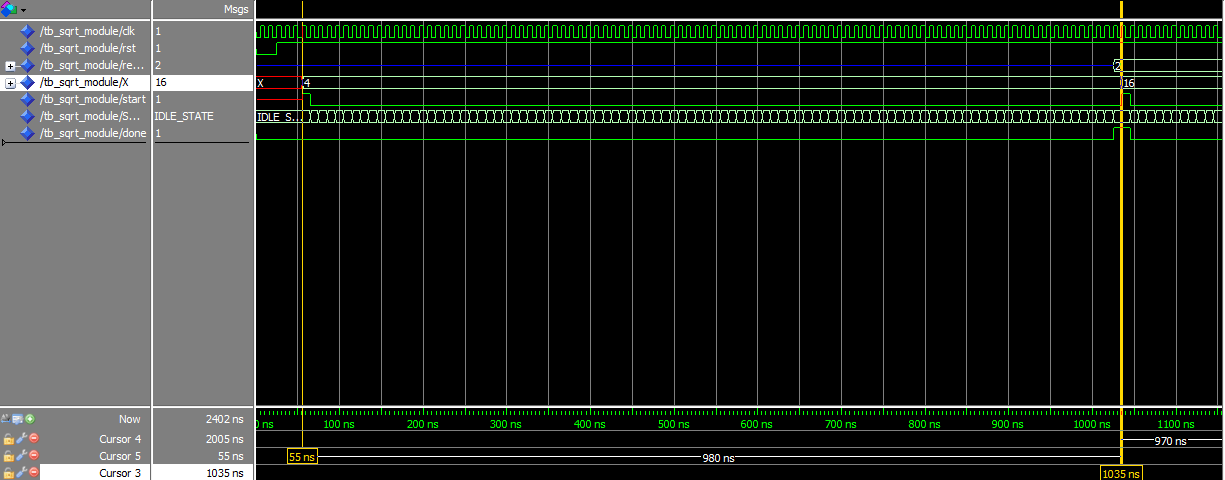 Msgs
/tb_sqrt_module/clk 1
/tb_sqrt_module/rst 1
/tb_sqrt_module/re... 2 2
/tb_sqrt_module/X 16 X 4 16
/tb_sqrt_module/start 1
/tb_sqrt_module/S... IDLE_STATE IDLE_S...
/tb_sqrt_module/done 1
Now 2402 ns 0 ns 100 ns 200 ns 300 ns 400 ns 500 ns 600 ns 700 ns 800 ns 900 ns 1000 ns 1100 ns
Cursor 4 2005 ns 970 ns
Cursor 5 55 ns 55 ns 980 ns
Cursor 3 1035 ns 1035 ns